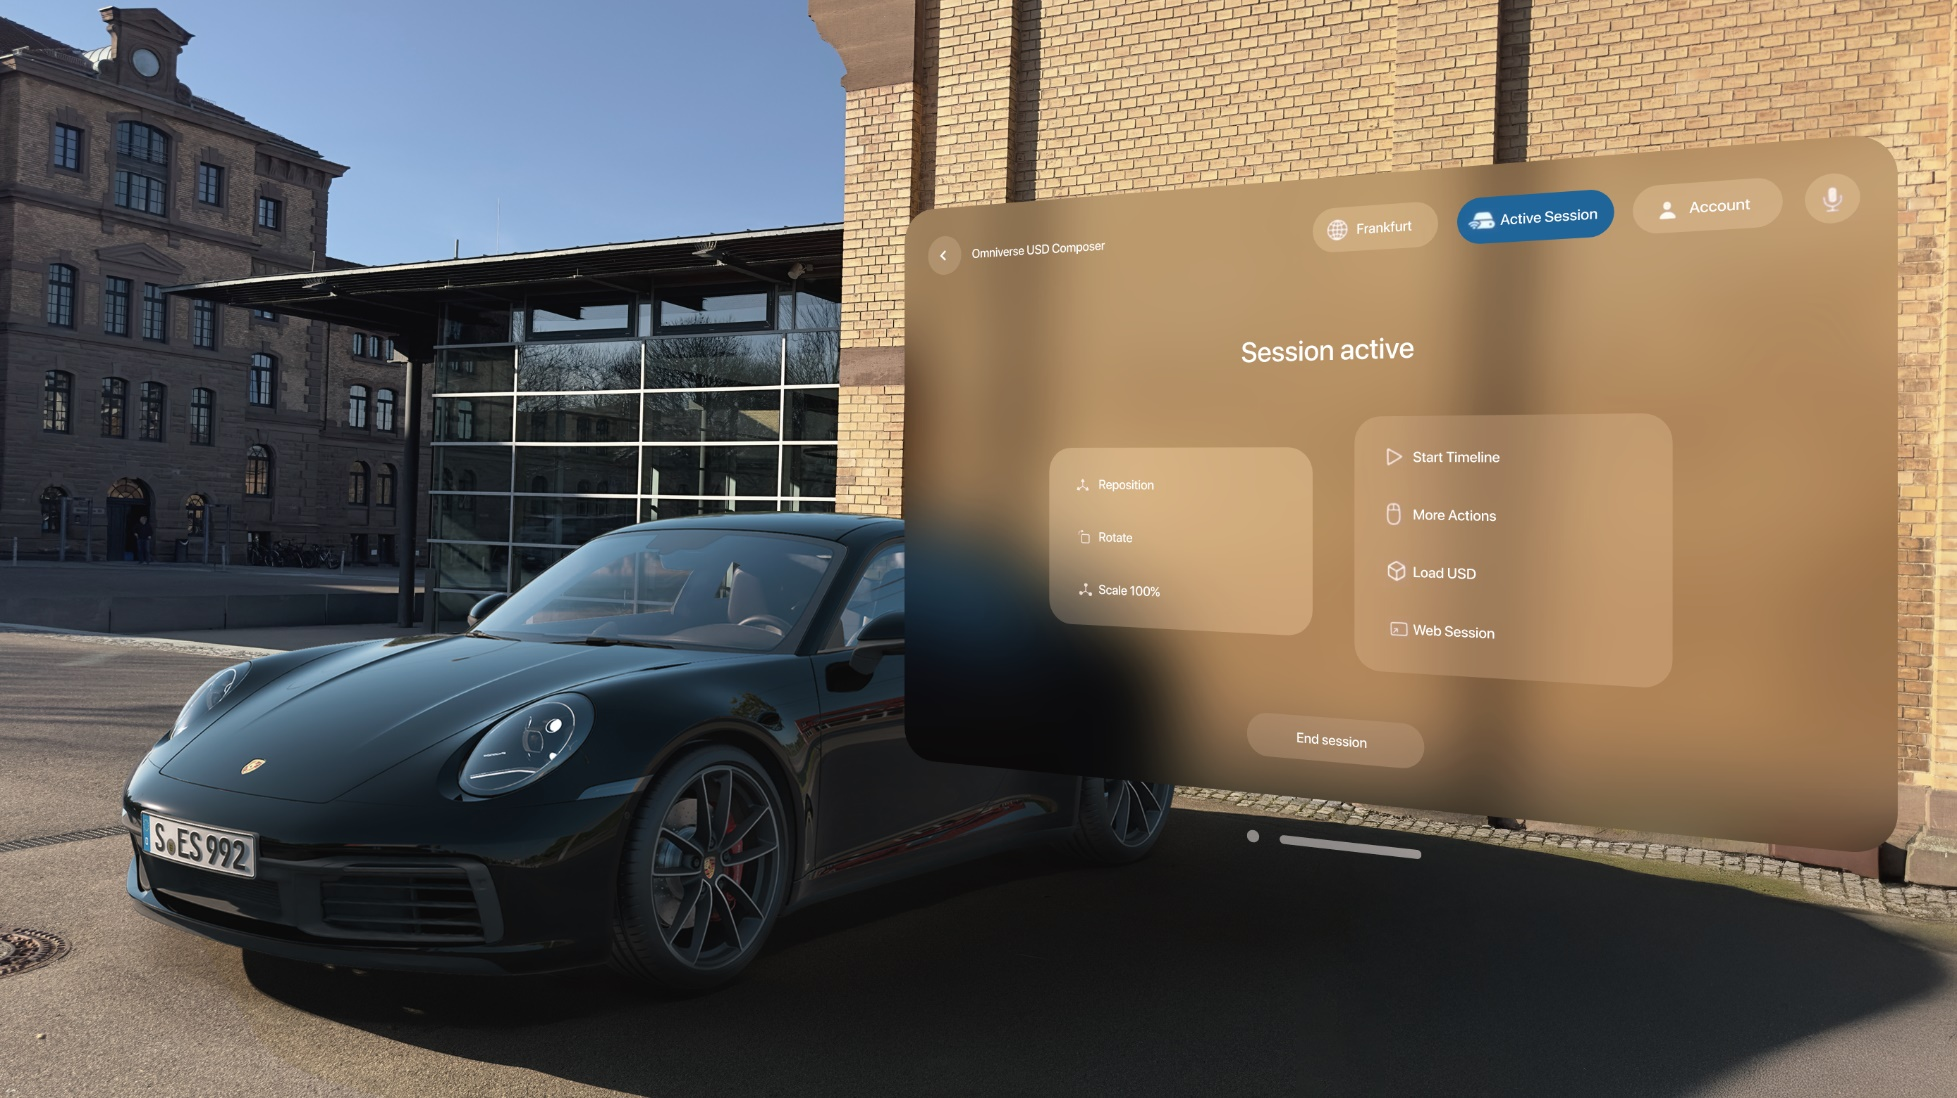 Omniverse USD Composer
Frankfurt
Active Session
Account
Session active
Reposition
Rotate
Scale 100%
Start Timeline
More Actions
Load USD
Web Session
End session
S ES 992